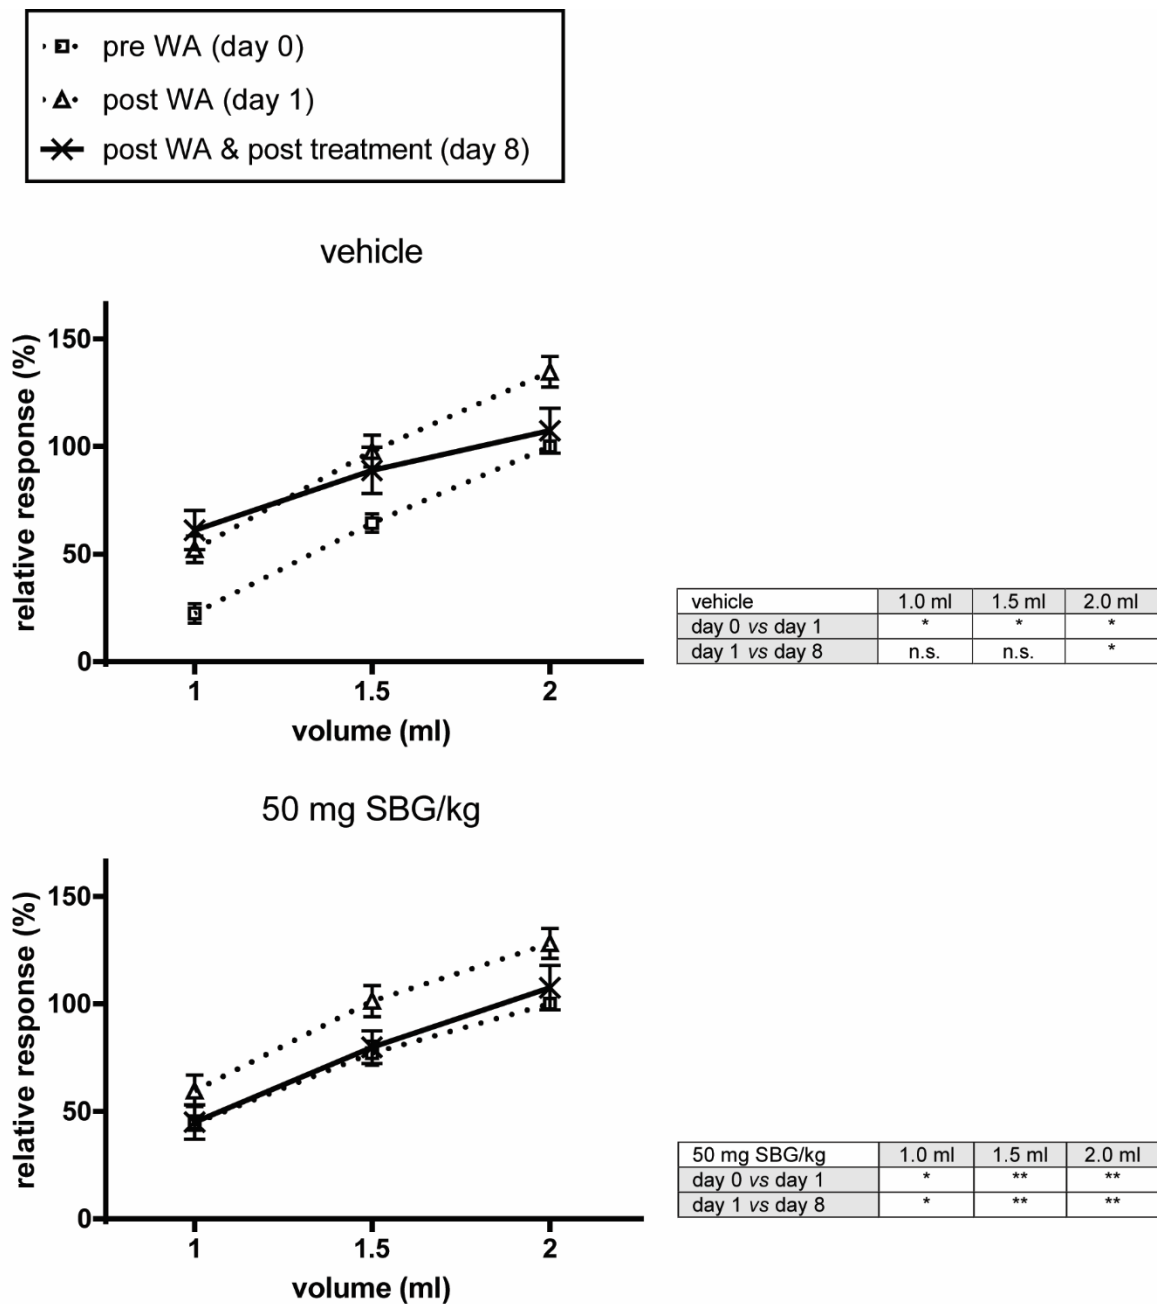 pre WA (day 0)
post WA (day 1)
post WA & post treatment (day 8)
vehicle
relative response (%)
150
100
50
0
1 1.5 2
volume (ml)
vehicle 1.0 ml 1.5 ml 2.0 ml
day 0 vs day 1 * * *
day 1 vs day 8 n.s. n.s. *
50 mg SBG/kg
relative response (%)
150
100
50
0
1 1.5 2
volume (ml)
50 mg SBG/kg 1.0 ml 1.5 ml 2.0 ml
day 0 vs day 1 * ** **
day 1 vs day 8 * ** **